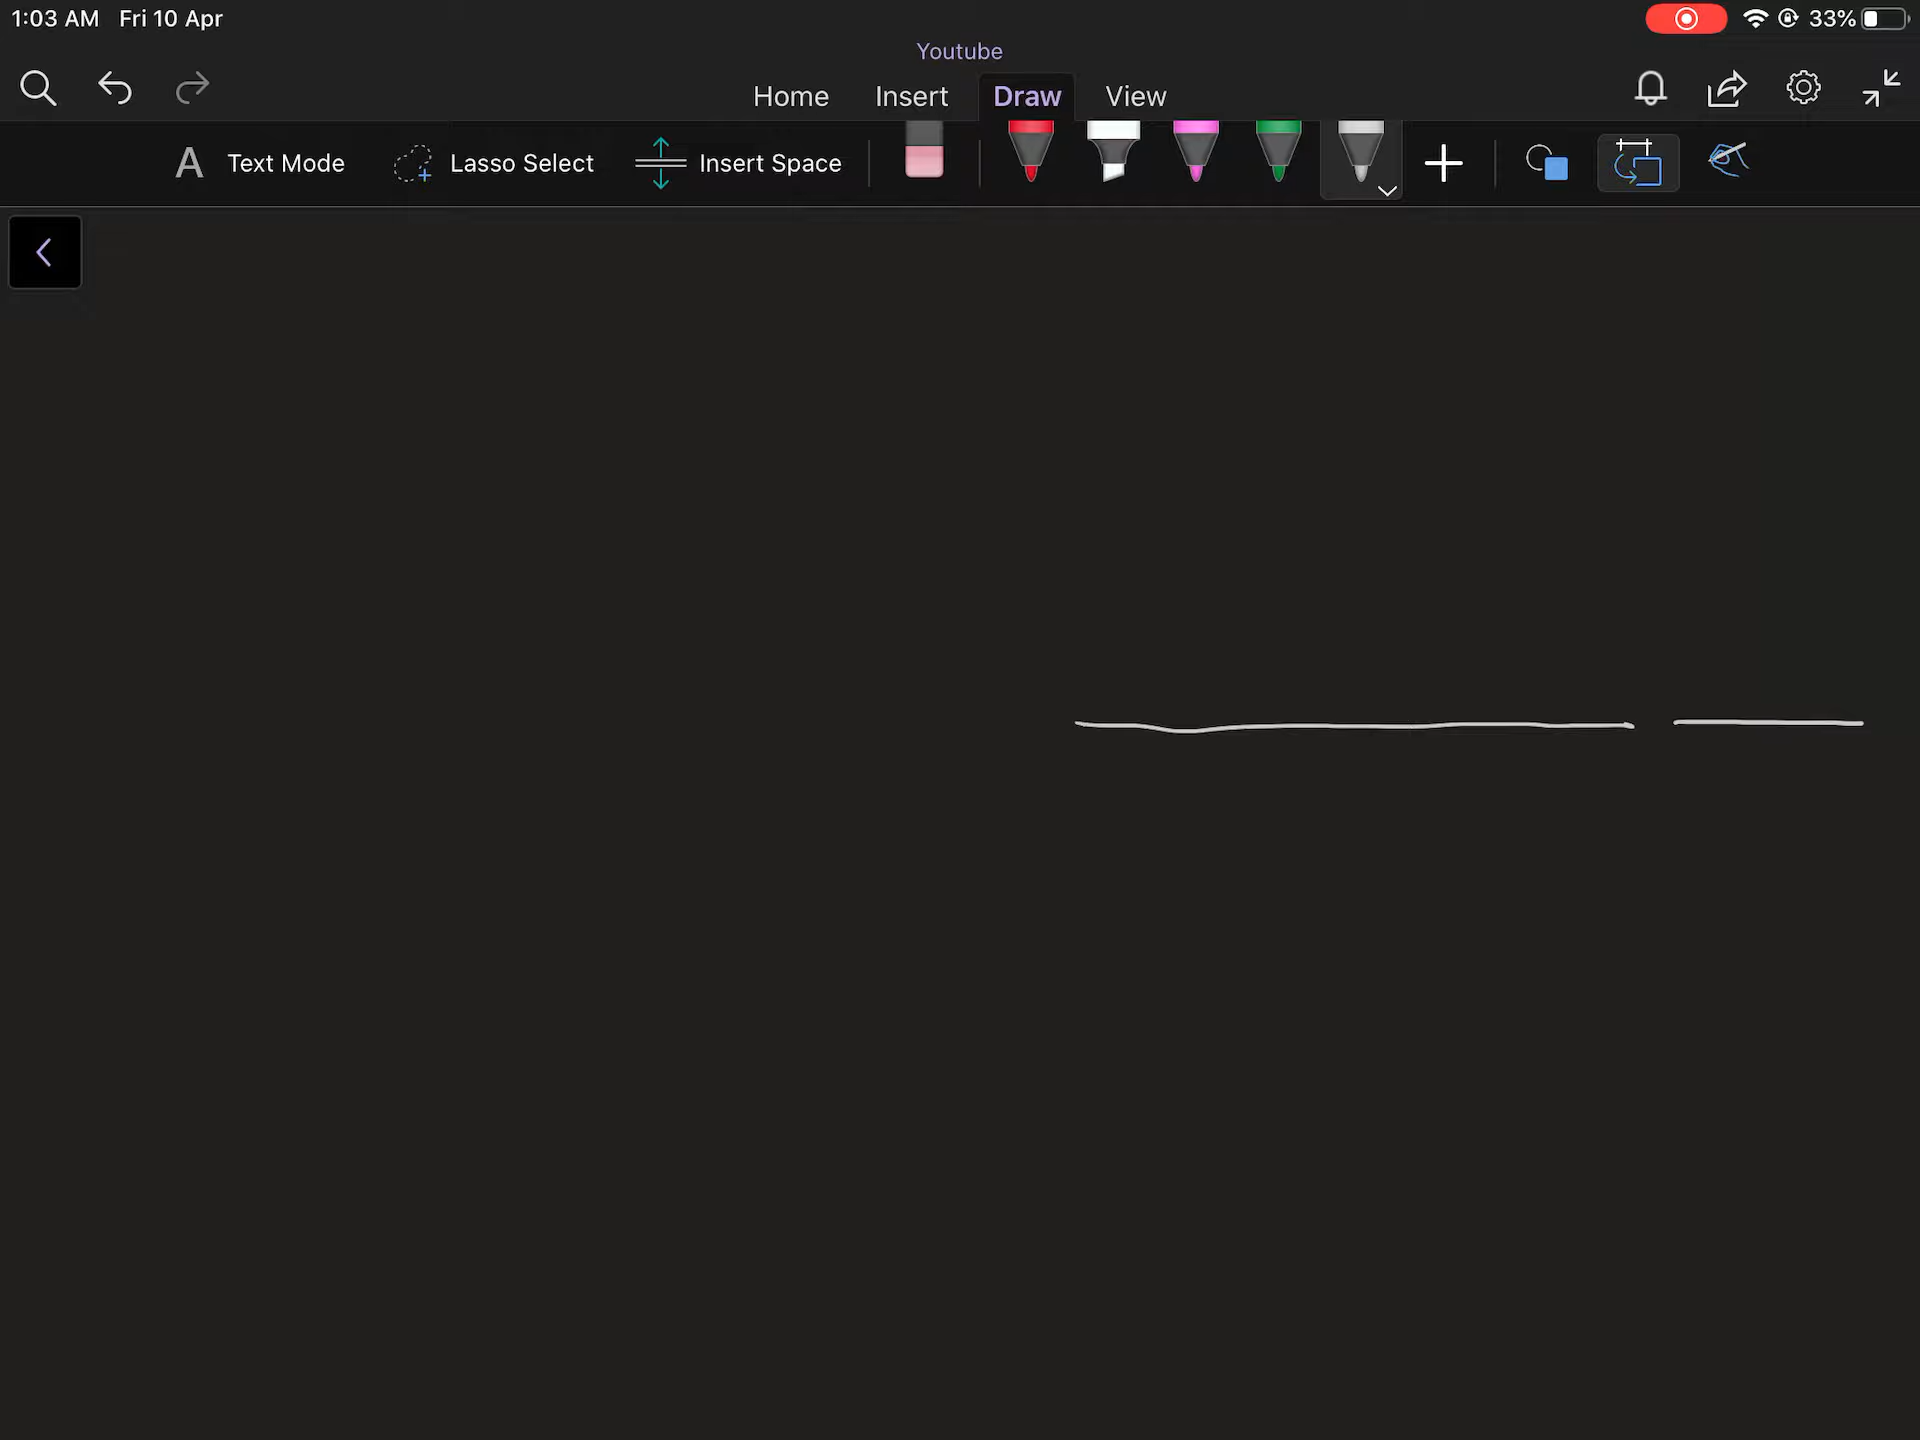 1:03 AM Fri 10 Apr 33%
Youtube
Home Insert Draw View
A Text Mode Lasso Select Insert Space